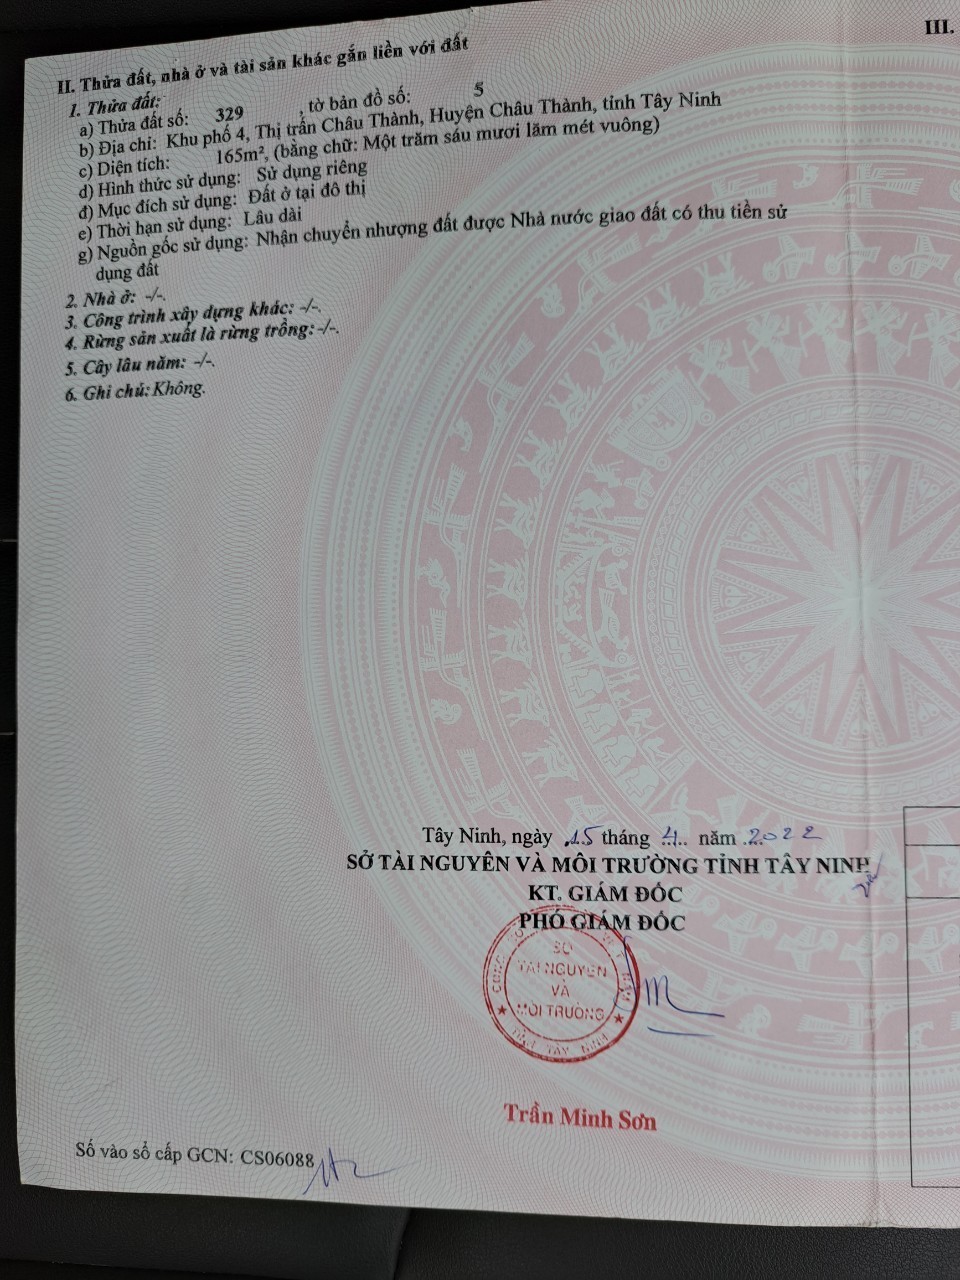 III.
II. Thửa đất, nhà ở và tài sản khác gắn liền với đất
1. Thửa đất:
a) Thửa đất số: 329 , tờ bản đồ số: 5
b) Địa chỉ: Khu phố 4, Thị trấn Châu Thành, Huyện Châu Thành, tỉnh Tây Ninh
c) Diện tích: 165m², (bằng chữ: Một trăm sáu mươi lăm mét vuông)
d) Hình thức sử dụng: Sử dụng riêng
đ) Mục đích sử dụng: Đất ở tại đô thị
e) Thời hạn sử dụng: Lâu dài
g) Nguồn gốc sử dụng: Nhận chuyển nhượng đất được Nhà nước giao đất có thu tiền sử
dụng đất
2. Nhà ở: -/-.
3. Công trình xây dựng khác: -/-.
4. Rừng sản xuất là rừng trồng: -/-.
5. Cây lâu năm: -/-.
6. Ghi chú: Không.
Tây Ninh, ngày 15 tháng 4 năm 2022
SỞ TÀI NGUYÊN VÀ MÔI TRƯỜNG TỈNH TÂY NINH
KT. GIÁM ĐỐC
PHÓ GIÁM ĐỐC
SỞ
TÀI NGUYÊN
VÀ
MÔI TRƯỜNG
TỈNH TÂY NINH
Trần Minh Sơn
Số vào sổ cấp GCN: CS06088